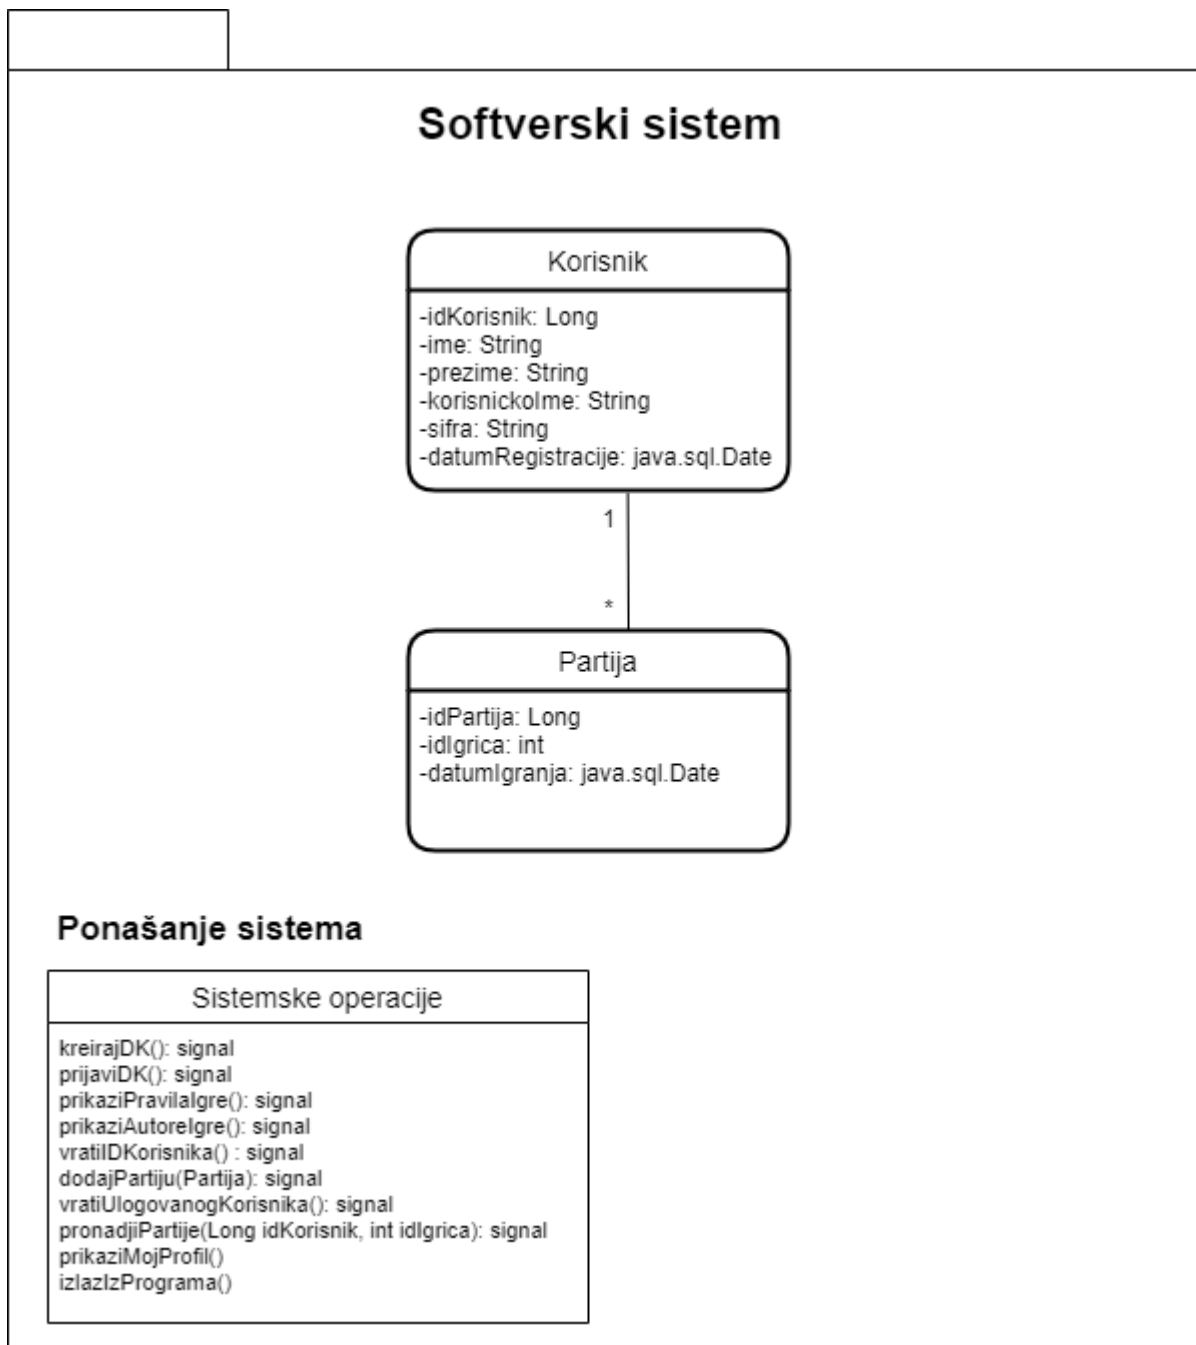 Softverski sistem
Korisnik
-idKorisnik: Long
-ime: String
-prezime: String
-korisnickoIme: String
-sifra: String
-datumRegistracije: java.sql.Date
1
*
Partija
-idPartija: Long
-idIgrica: int
-datumIgranja: java.sql.Date
Ponašanje sistema
Sistemske operacije
kreirajDK(): signal
prijaviDK(): signal
prikaziPravilaIgre(): signal
prikaziAutoreIgre(): signal
vratiIDKorisnika() : signal
dodajPartiju(Partija): signal
vratiUlogovanogKorisnika(): signal
pronadjiPartije(Long idKorisnik, int idIgrica): signal
prikaziMojProfil()
izlazIzPrograma()